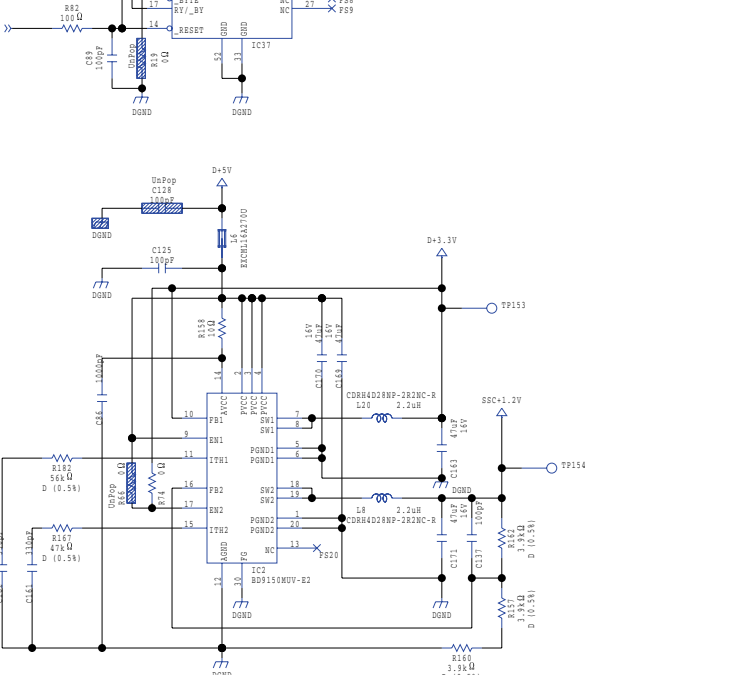 R82
100Ω
17
_BYTE
RY/_BY
14
_RESET
NC
NC
27
FS8
FS9
IC37
GND
GND
52
33
C89
100pF
UnPop
R19
0Ω
DGND
DGND
D+5V
UnPop
C128
100pF
DGND
L6
EXCML16A270U
C125
100pF
DGND
D+3.3V
TP153
R158
10Ω
16V
47uF
16V
47uF
C170
C169
1000pF
C86
14
2
3
4
AVCC
PVCC
PVCC
PVCC
10
FB1
9
EN1
11
ITH1
16
FB2
17
EN2
15
ITH2
SW1
7
SW1
8
PGND1
5
PGND1
6
SW2
18
SW2
19
PGND2
1
PGND2
20
NC
13
FS20
AGND
FG
12
30
IC2
BD9150MUV-E2
CDRH4D28NP-2R2NC-R
L20
2.2uH
SSC+1.2V
47uF
16V
C163
DGND
TP154
L8
2.2uH
CDRH4D28NP-2R2NC-R
47uF
16V
C171
100pF
C137
R162
3.9kΩ
D (0.5%)
R157
3.9kΩ
D (0.5%)
R182
56kΩ
D (0.5%)
UnPop
R66
0Ω
R74
0Ω
R167
47kΩ
D (0.5%)
330pF
C161
DGND
DGND
DGND
R160
3.9kΩ